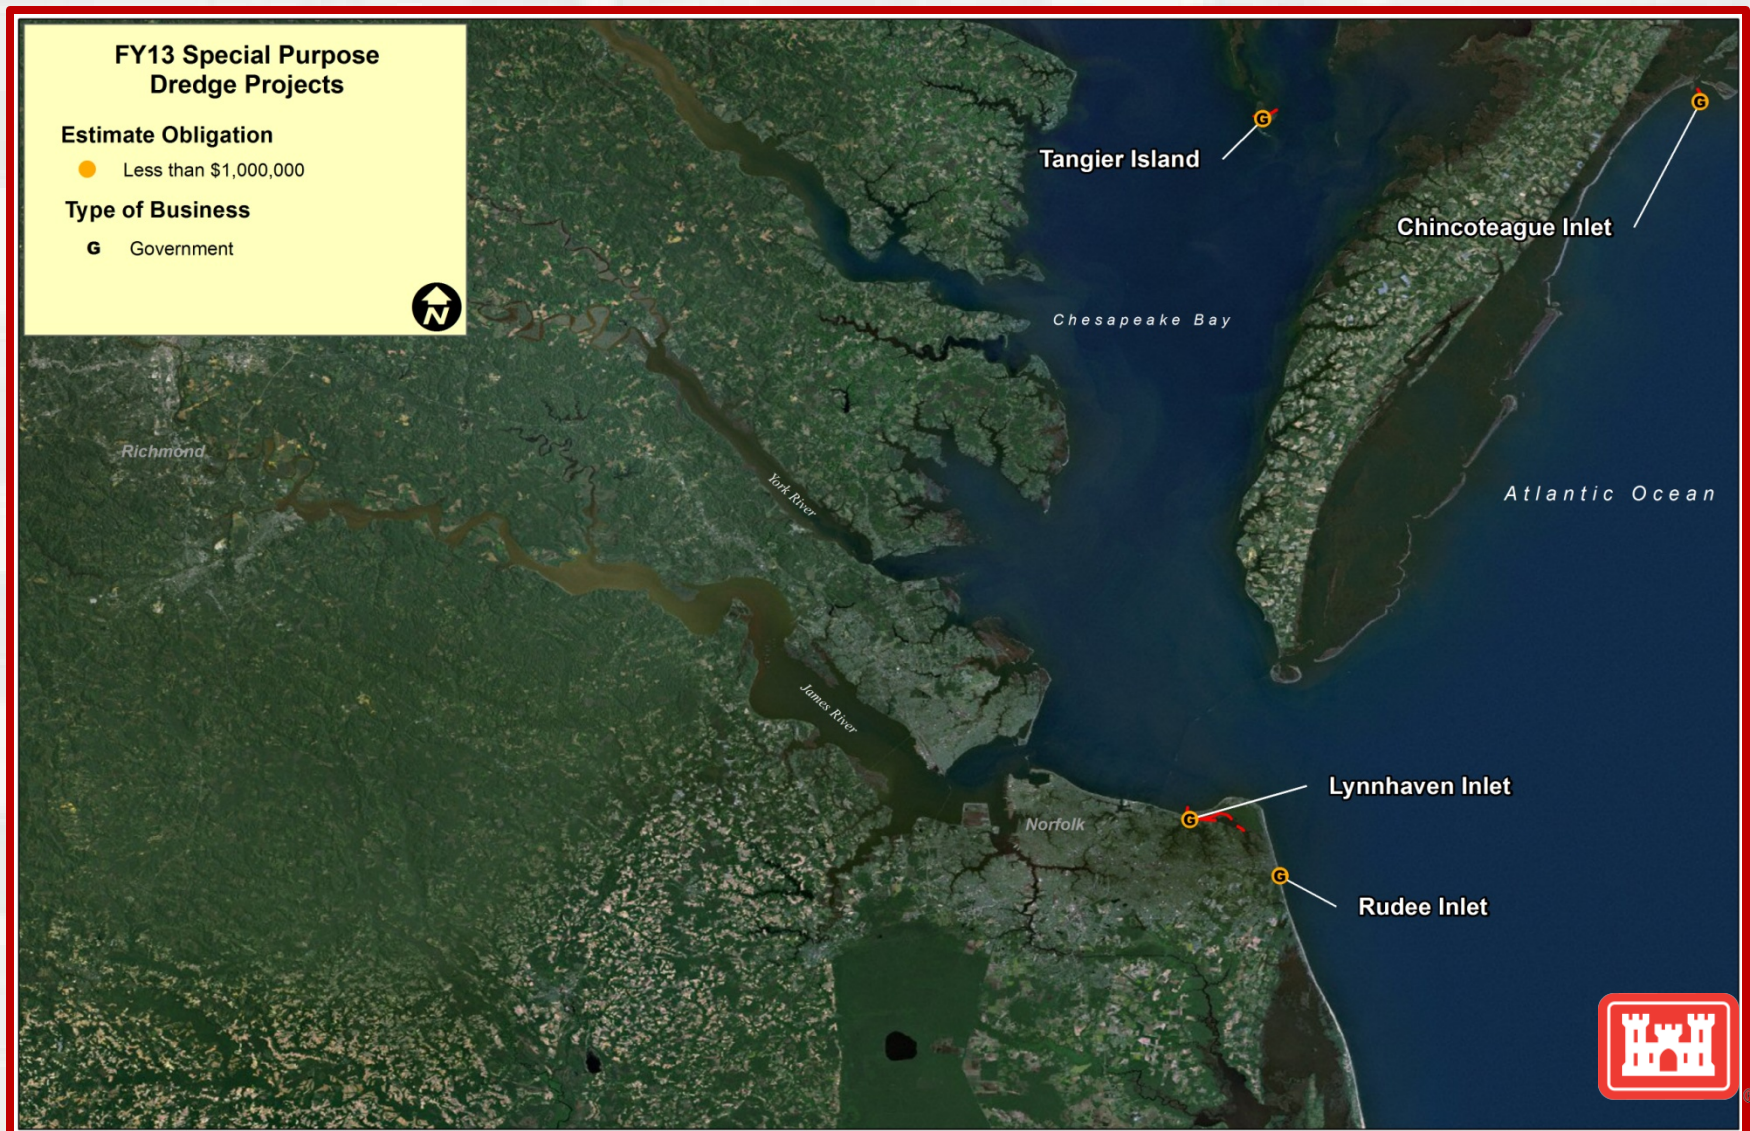 FY13 Special Purpose
Dredge Projects
Estimate Obligation
Less than $1,000,000
Type of Business
G Government
N
G
G
Tangier Island
Chincoteague Inlet
Chesapeake Bay
Richmond
York River
Atlantic Ocean
James River
Lynnhaven Inlet
G
Norfolk
G
Rudee Inlet